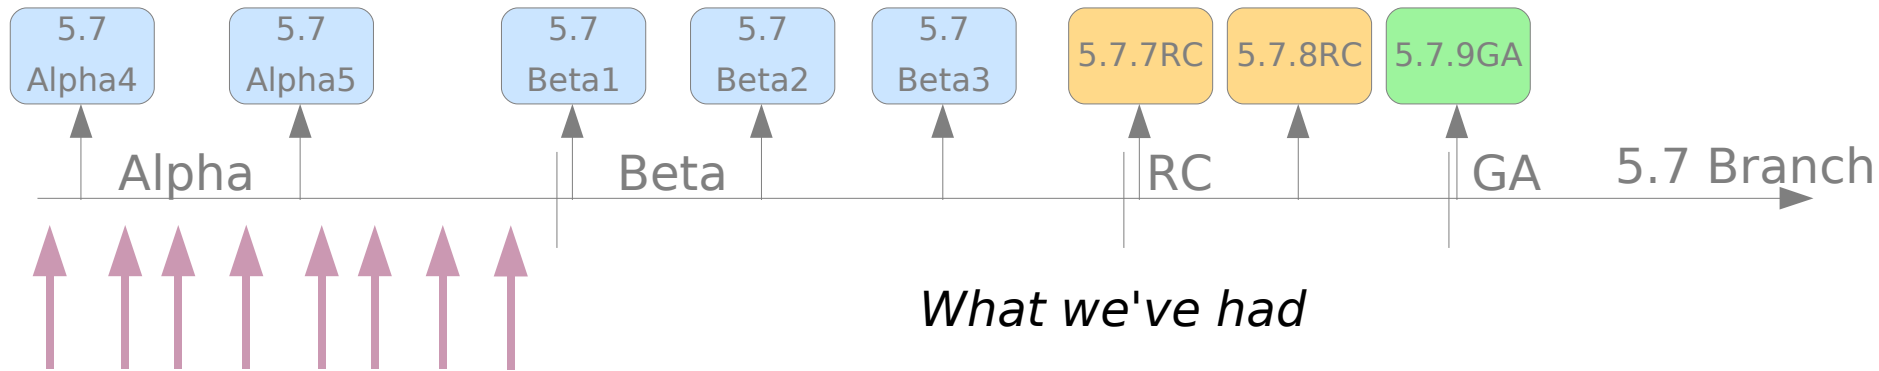 5.7
Alpha4
5.7
Alpha5
5.7
Beta1
5.7
Beta2
5.7
Beta3
5.7.7RC
5.7.8RC
5.7.9GA
Alpha
Beta
RC
GA
5.7 Branch
What we've had